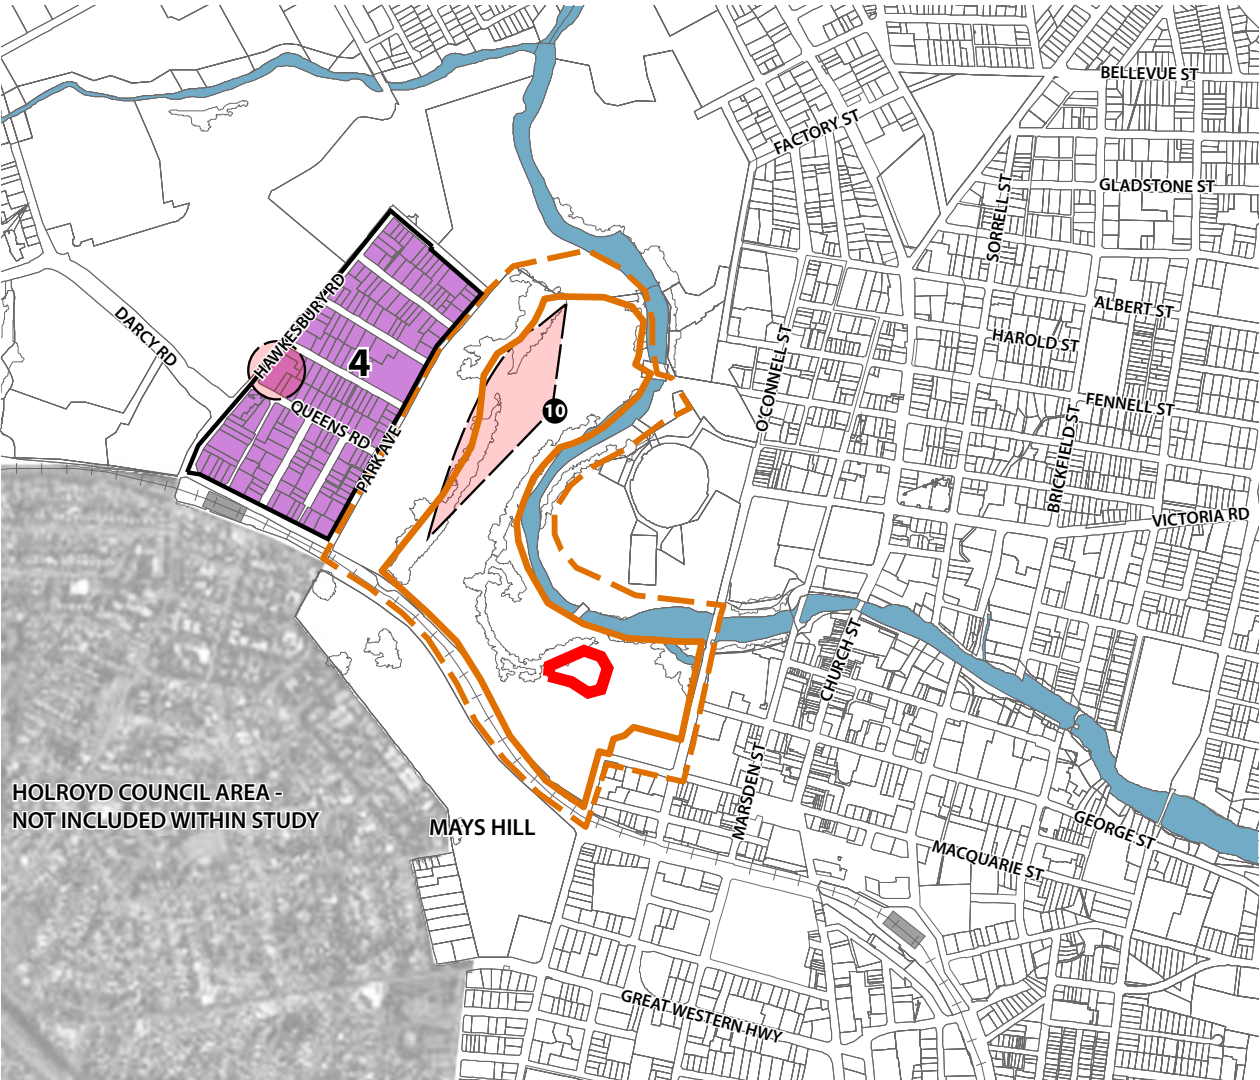 BELLEVUE ST
FACTORY ST
GLADSTONE ST
SORRELL ST
HAWKESBURY RD
ALBERT ST
DARCY RD
HAROLD ST
O'CONNELL ST
4
QUEENS RD
10
FENNELL ST
PARK AVE
BRICKFIELD ST
VICTORIA RD
CHURCH ST
MARSDEN ST
HOLROYD COUNCIL AREA -
NOT INCLUDED WITHIN STUDY
MAYS HILL
GEORGE ST
MACQUARIE ST
GREAT WESTERN HWY